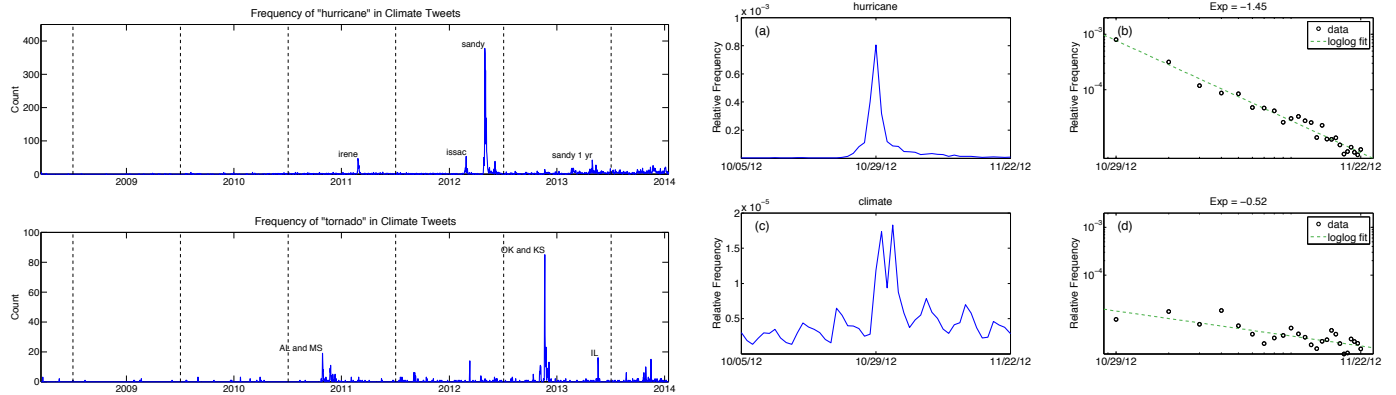 Frequency of "hurricane" in Climate Tweets
400
300
200
100
0
Count
irene
issac
sandy
sandy 1 yr
2009
2010
2011
2012
2013
2014
Frequency of "tornado" in Climate Tweets
100
80
60
40
20
0
Count
AL and MS
OK and KS
IL
2009
2010
2011
2012
2013
2014
hurricane
x 10⁻³
(a)
1
0.8
0.6
0.4
0.2
Relative Frequency
10/05/12
10/29/12
11/22/12
Exp = −1.45
(b)
data
loglog fit
10⁻³
10⁻⁴
Relative Frequency
10/29/12
11/22/12
climate
x 10⁻⁵
(c)
2
1.5
1
0.5
Relative Frequency
10/05/12
10/29/12
11/22/12
Exp = −0.52
(d)
data
loglog fit
10⁻³
10⁻⁴
Relative Frequency
10/29/12
11/22/12